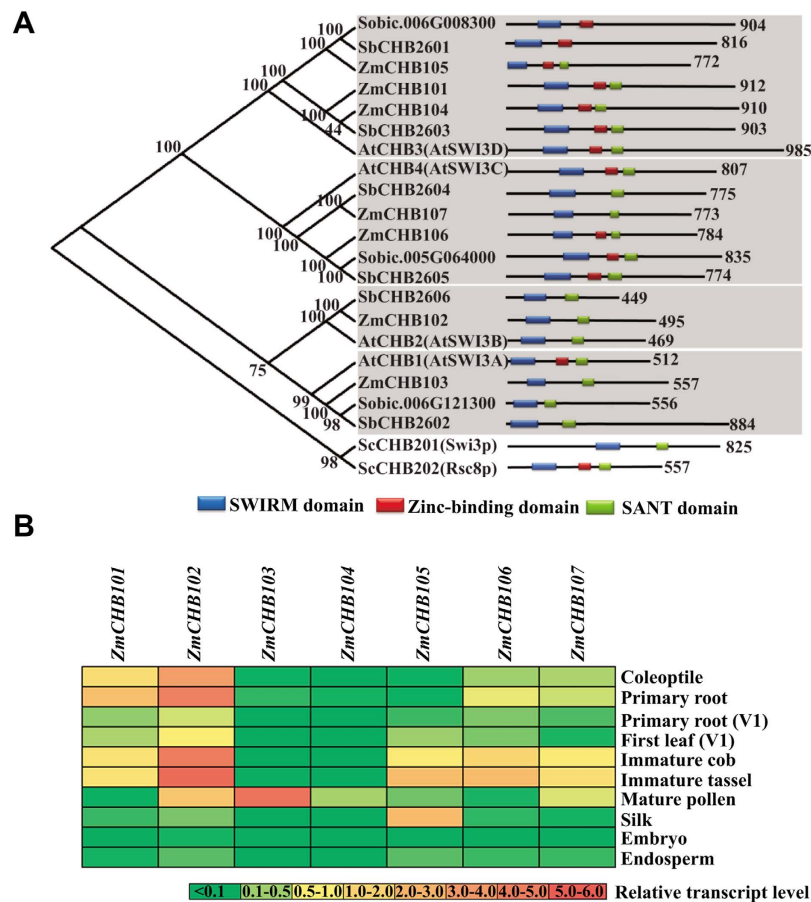 A
Sobic.006G008300 904
SbCHB2601 816
ZmCHB105 772
ZmCHB101 912
ZmCHB104 910
SbCHB2603 903
AtCHB3(AtSWI3D) 985
AtCHB4(AtSWI3C) 807
SbCHB2604 775
ZmCHB107 773
ZmCHB106 784
Sobic.005G064000 835
SbCHB2605 774
SbCHB2606 449
ZmCHB102 495
AtCHB2(AtSWI3B) 469
AtCHB1(AtSWI3A) 512
ZmCHB103 557
Sobic.006G121300 556
SbCHB2602 884
ScCHB201(Swi3p) 825
ScCHB202(Rsc8p) 557
100
100
100
100
100
44
100
100
100
100
100
100
100
100
75
99
100
98
98
SWIRM domain Zinc-binding domain SANT domain
B
ZmCHB101 ZmCHB102 ZmCHB103 ZmCHB104 ZmCHB105 ZmCHB106 ZmCHB107
Coleoptile
Primary root
Primary root (V1)
First leaf (V1)
Immature cob
Immature tassel
Mature pollen
Silk
Embryo
Endosperm
<0.1 0.1-0.5 0.5-1.0 1.0-2.0 2.0-3.0 3.0-4.0 4.0-5.0 5.0-6.0 Relative transcript level